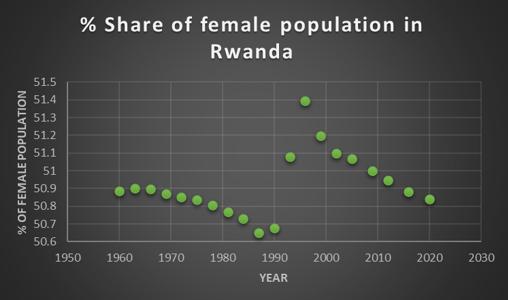 % Share of female population in
Rwanda
% OF FEMALE POPULATION
51.5
51.4
51.3
51.2
51.1
51
50.9
50.8
50.7
50.6
1950 1960 1970 1980 1990 2000 2010 2020 2030
YEAR